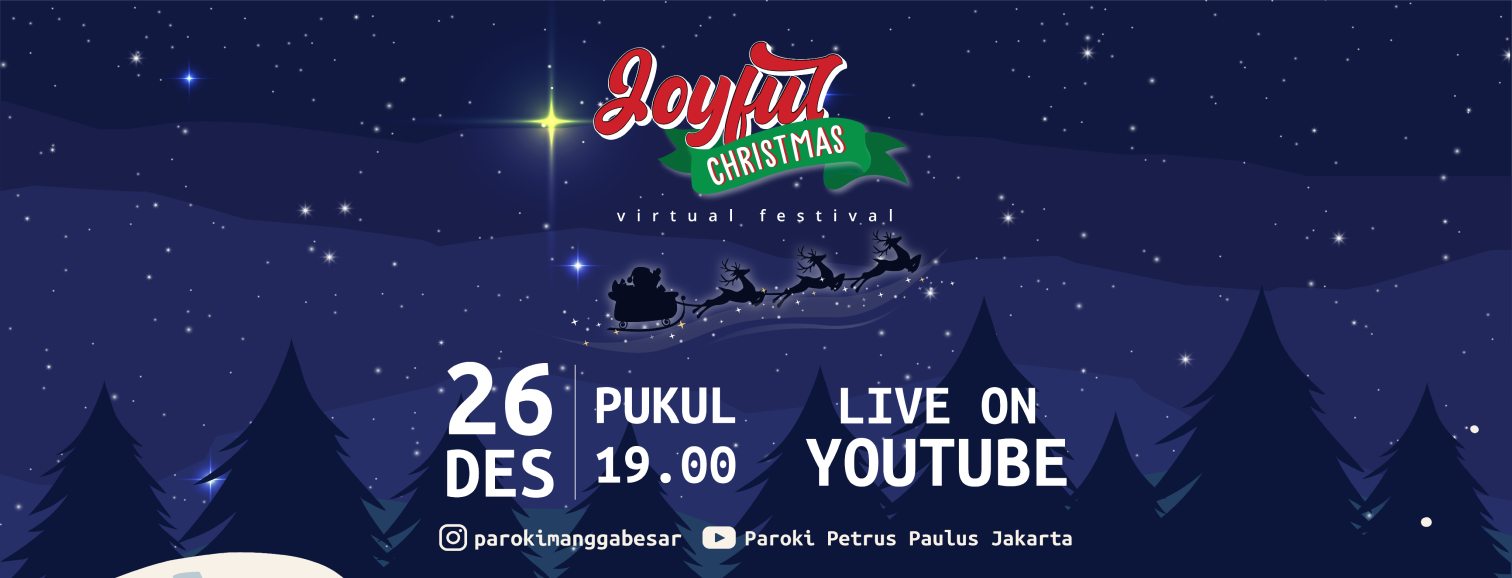 Joyful
CHRISTMAS
virtual festival
26
DES
PUKUL
19.00
LIVE ON
YOUTUBE
parokimanggabesar
Paroki Petrus Paulus Jakarta